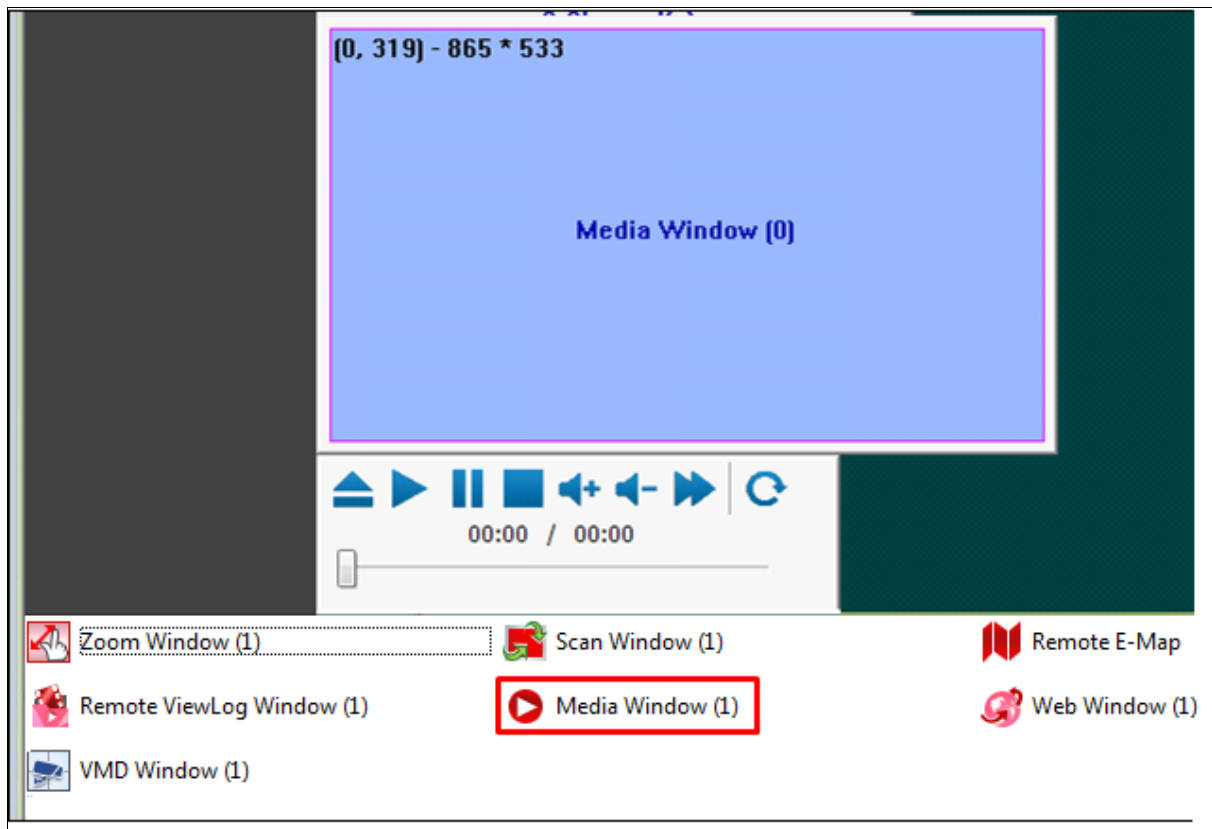 (0, 319) - 865 * 533
Media Window (0)
00:00 / 00:00
Zoom Window (1)
Scan Window (1)
Remote E-Map
Remote ViewLog Window (1)
Media Window (1)
Web Window (1)
VMD Window (1)